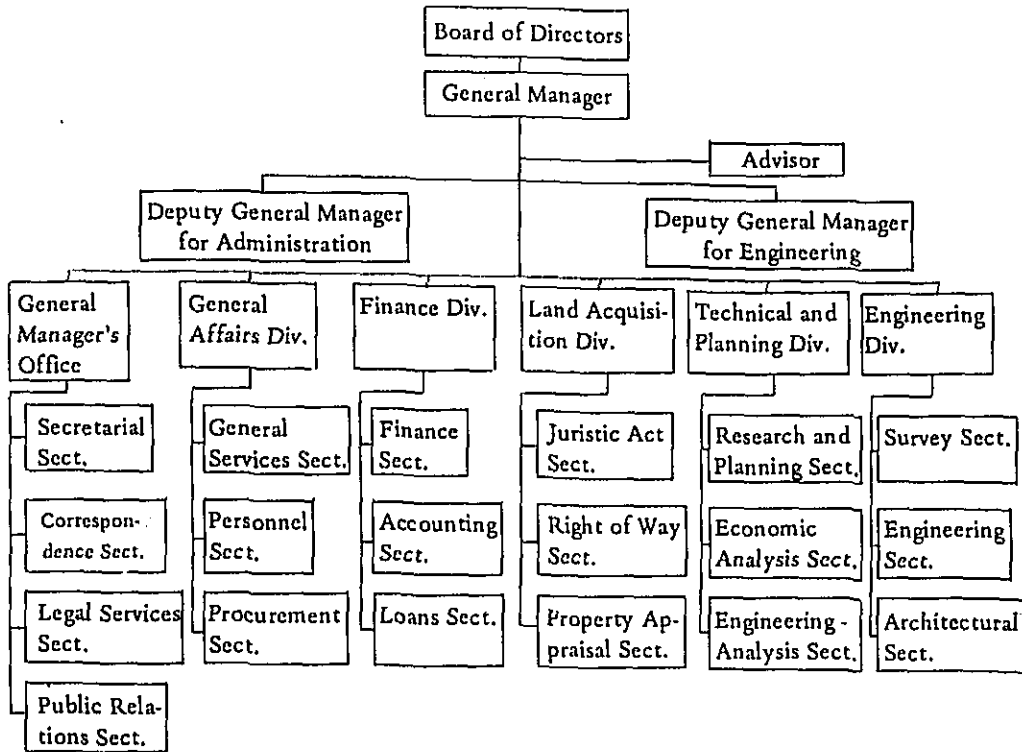 Board of Directors
General Manager
Advisor
Deputy General Manager
for Administration
Deputy General Manager
for Engineering
General
Manager's
Office
General
Affairs Div.
Finance Div.
Land Acquisi-
tion Div.
Technical and
Planning Div.
Engineering
Div.
Secretarial
Sect.
General
Services Sect.
Finance
Sect.
Juristic Act
Sect.
Research and
Planning Sect.
Survey Sect.
Correspon-
dence Sect.
Personnel
Sect.
Accounting
Sect.
Right of Way
Sect.
Economic
Analysis Sect.
Engineering
Sect.
Legal Services
Sect.
Procurement
Sect.
Loans Sect.
Property Ap-
praisal Sect.
Engineering -
Analysis Sect.
Architectural
Sect.
Public Rela-
tions Sect.